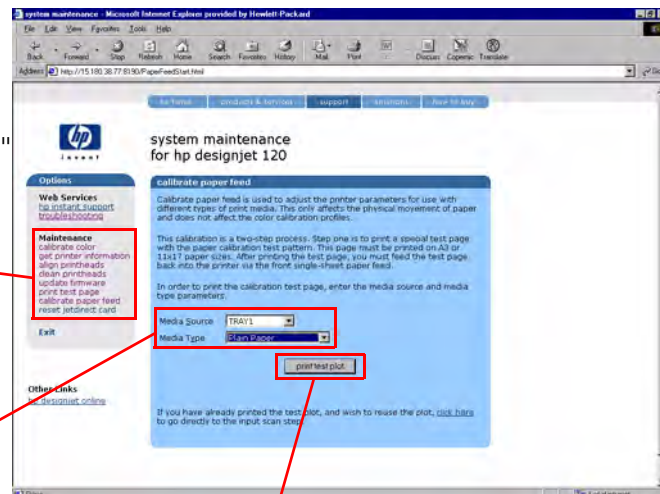 system maintenance - Microsoft Internet Explorer provided by Hewlett-Packard
File Edit View Favorites Tools Help
Back Forward Stop Refresh Home Search Favorites History Mail Print Discuss Copernic Translate
Address http://15.180.38.77:8190/PaperFeedStart.html
hp home products & services support solutions how to buy
"
hp
invent
system maintenance
for hp designjet 120
Options
Web Services
hp instant support
troubleshooting
Maintenance
calibrate color
get printer information
align printheads
clean printheads
update firmware
print test page
calibrate paper feed
reset jetdirect card
Exit
Other Links
hp designjet online
calibrate paper feed
Calibrate paper feed is used to adjust the printer parameters for use with
different types of print media. This only affects the physical movement of paper
and does not affect the color calibration profiles.
This calibration is a two-step process. Step one is to print a special test page
with the paper calibration test pattern. This page must be printed on A3 or
11x17 paper sizes. After printing the test page, you must feed the test page
back into the printer via the front single-sheet paper feed.
In order to print the calibration test page, enter the media source and media
type parameters.
Media Source TRAY1
Media Type Plain Paper
print test plot
If you have already printed the test plot, and wish to reuse the plot, click here
to go directly to the input scan step.